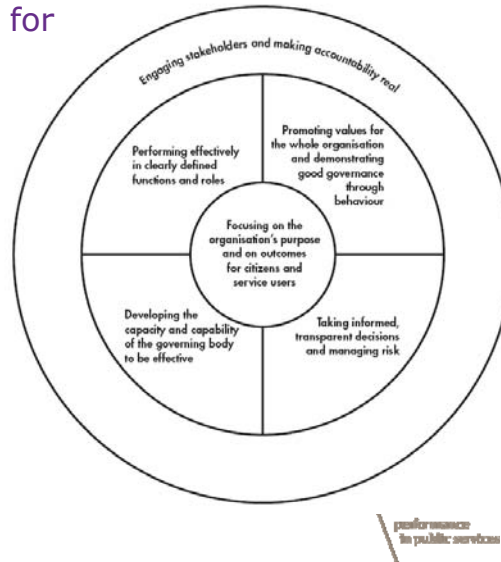 for
Engaging stakeholders and making accountability real
Performing effectively
in clearly defined
functions and roles
Promoting values for
the whole organisation
and demonstrating
good governance
through
behaviour
Focusing on the
organisation's purpose
and on outcomes
for citizens and
service users
Developing the
capacity and capability
of the governing body
to be effective
Taking informed,
transparent decisions
and managing risk
performance
in public services